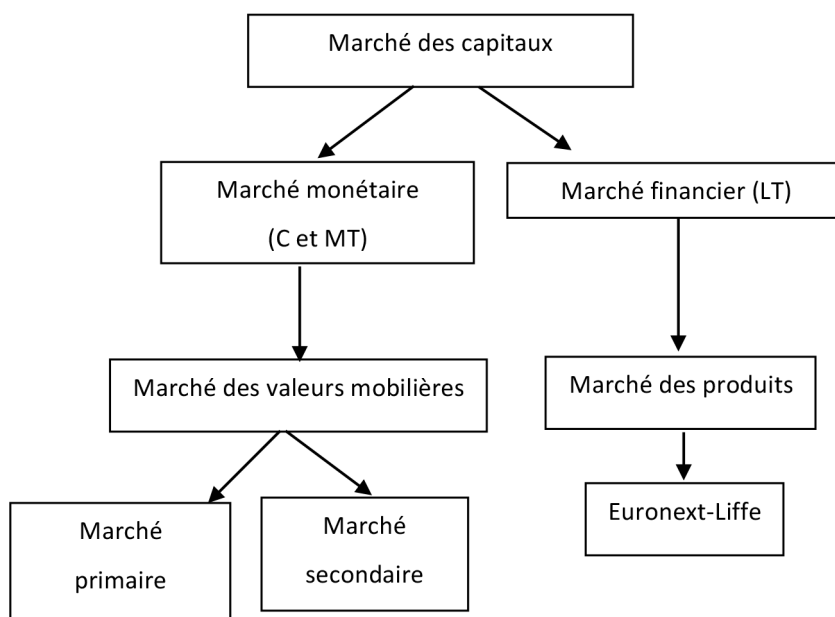 Marché des capitaux
Marché monétaire
(C et MT)
Marché financier (LT)
Marché des valeurs mobilières
Marché des produits
Marché
primaire
Marché
secondaire
Euronext-Liffe